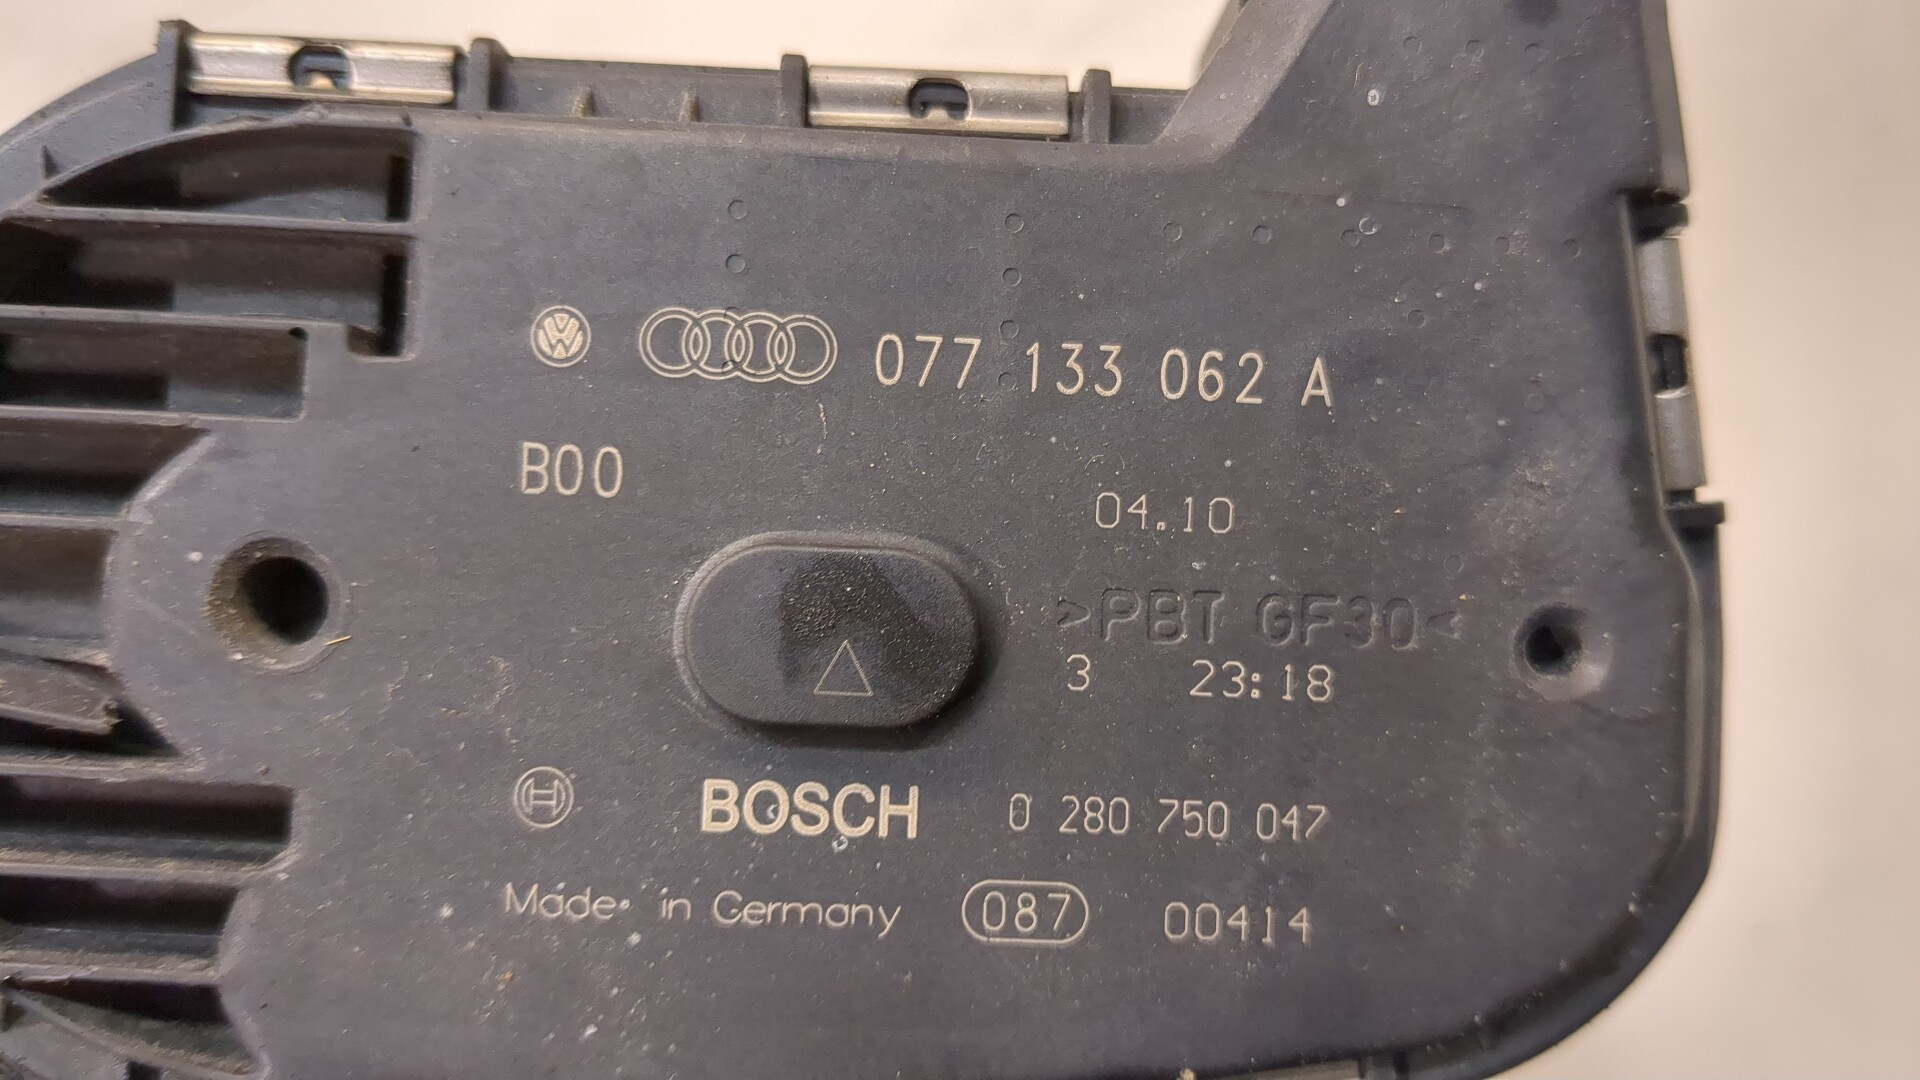 077 133 062 A
B00
04.10
>PBT GF30<
3 23:18
BOSCH 0 280 750 047
Made in Germany 087 00414